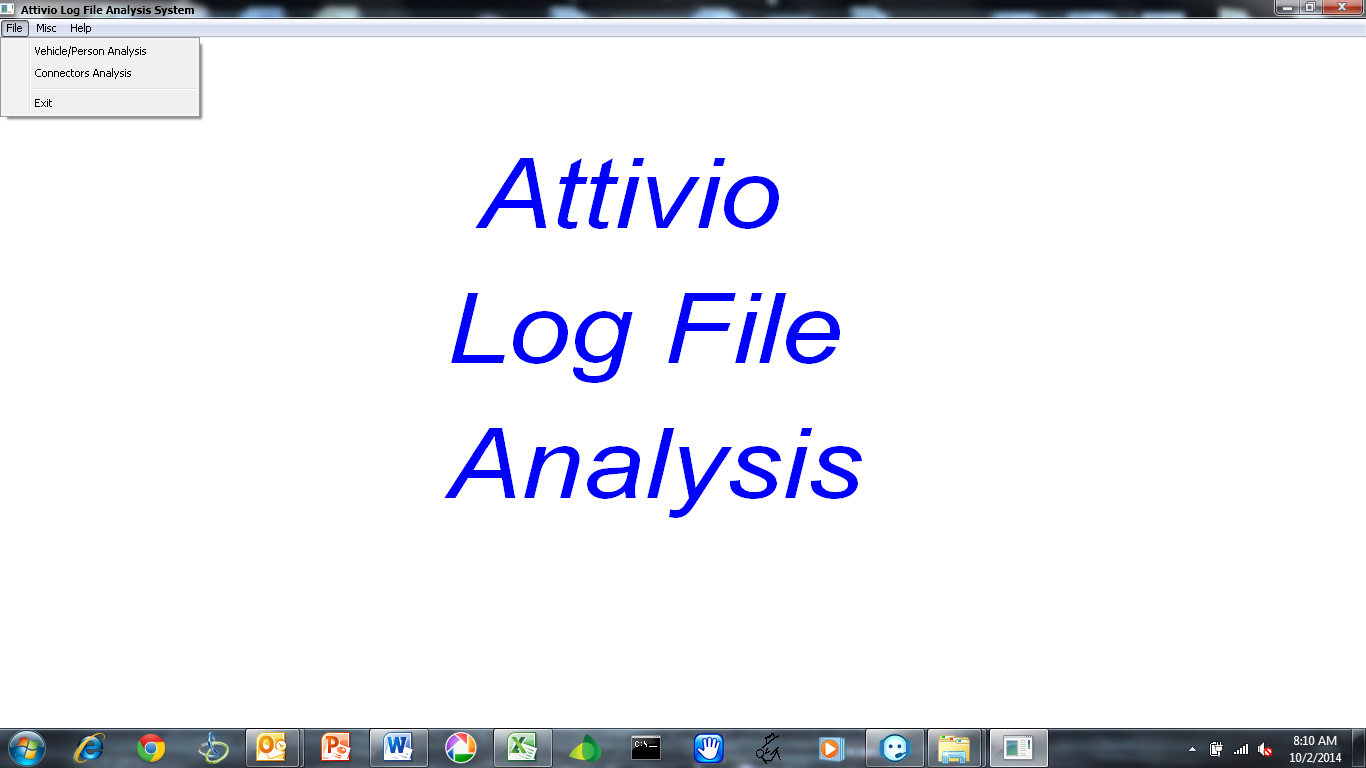 Attivio Log File Analysis System
File Misc Help
Vehicle/Person Analysis
Connectors Analysis
Exit
Attivio
Log File
Analysis
8:10 AM
10/2/2014